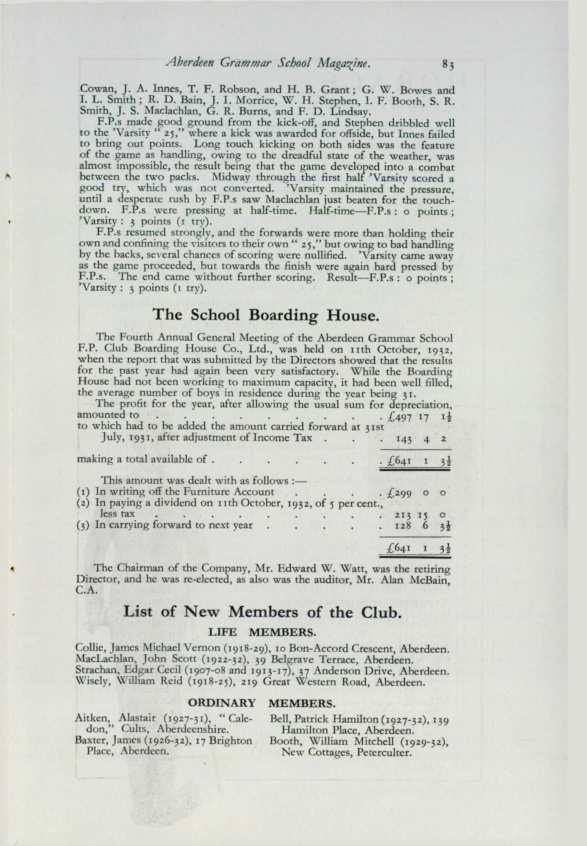 Aberdeen Grammar School Magazine. 83
Cowan, J. A. Innes, T. F. Robson, and H. B. Grant; G. W. Bowes and
I. L. Smith; R. D. Bain, J. I. Morrice, W. H. Stephen, I. F. Booth, S. R.
Smith, J. S. Maclachlan, G. R. Burns, and F. D. Lindsay.
F.P.s made good ground from the kick-off, and Stephen dribbled well
to the 'Varsity " 25," where a kick was awarded for offside, but Innes failed
to bring out points. Long touch kicking on both sides was the feature
of the game as handling, owing to the dreadful state of the weather, was
almost impossible, the result being that the game developed into a combat
between the two packs. Midway through the first half 'Varsity scored a
good try, which was not converted. 'Varsity maintained the pressure,
until a desperate rush by F.P.s saw Maclachlan just beaten for the touch-
down. F.P.s were pressing at half-time. Half-time—F.P.s : 0 points ;
'Varsity : 3 points (1 try).
F.P.s resumed strongly, and the forwards were more than holding their
own and confining the visitors to their own " 25," but owing to bad handling
by the backs, several chances of scoring were nullified. 'Varsity came away
as the game proceeded, but towards the finish were again hard pressed by
F.P.s. The end came without further scoring. Result—F.P.s : 0 points ;
'Varsity : 3 points (1 try).
The School Boarding House.
The Fourth Annual General Meeting of the Aberdeen Grammar School
F.P. Club Boarding House Co., Ltd., was held on 11th October, 1932,
when the report that was submitted by the Directors showed that the results
for the past year had again been very satisfactory. While the Boarding
House had not been working to maximum capacity, it had been well filled,
the average number of boys in residence during the year being 31.
The profit for the year, after allowing the usual sum for depreciation,
amounted to . . . . . . . . £497 17 1½
to which had to be added the amount carried forward at 31st
July, 1931, after adjustment of Income Tax . . . 143 4 2
making a total available of . . . . . . £641 1 3½
This amount was dealt with as follows :—
(1) In writing off the Furniture Account . . . £299 0 0
(2) In paying a dividend on 11th October, 1932, of 5 per cent.,
less tax . . . . . . . . 213 15 0
(3) In carrying forward to next year . . . . . 128 6 3½
£641 1 3½
The Chairman of the Company, Mr. Edward W. Watt, was the retiring
Director, and he was re-elected, as also was the auditor, Mr. Alan McBain,
C.A.
List of New Members of the Club.
LIFE MEMBERS.
Collie, James Michael Vernon (1918-29), 10 Bon-Accord Crescent, Aberdeen.
MacLachlan, John Scott (1922-32), 39 Belgrave Terrace, Aberdeen.
Strachan, Edgar Cecil (1907-08 and 1913-17), 37 Anderson Drive, Aberdeen.
Wisely, William Reid (1918-25), 219 Great Western Road, Aberdeen.
ORDINARY MEMBERS.
Aitken, Alastair (1927-31), " Cale-
don," Cults, Aberdeenshire.
Baxter, James (1926-32), 17 Brighton
Place, Aberdeen.
Bell, Patrick Hamilton (1927-32), 139
Hamilton Place, Aberdeen.
Booth, William Mitchell (1929-32),
New Cottages, Peterculter.